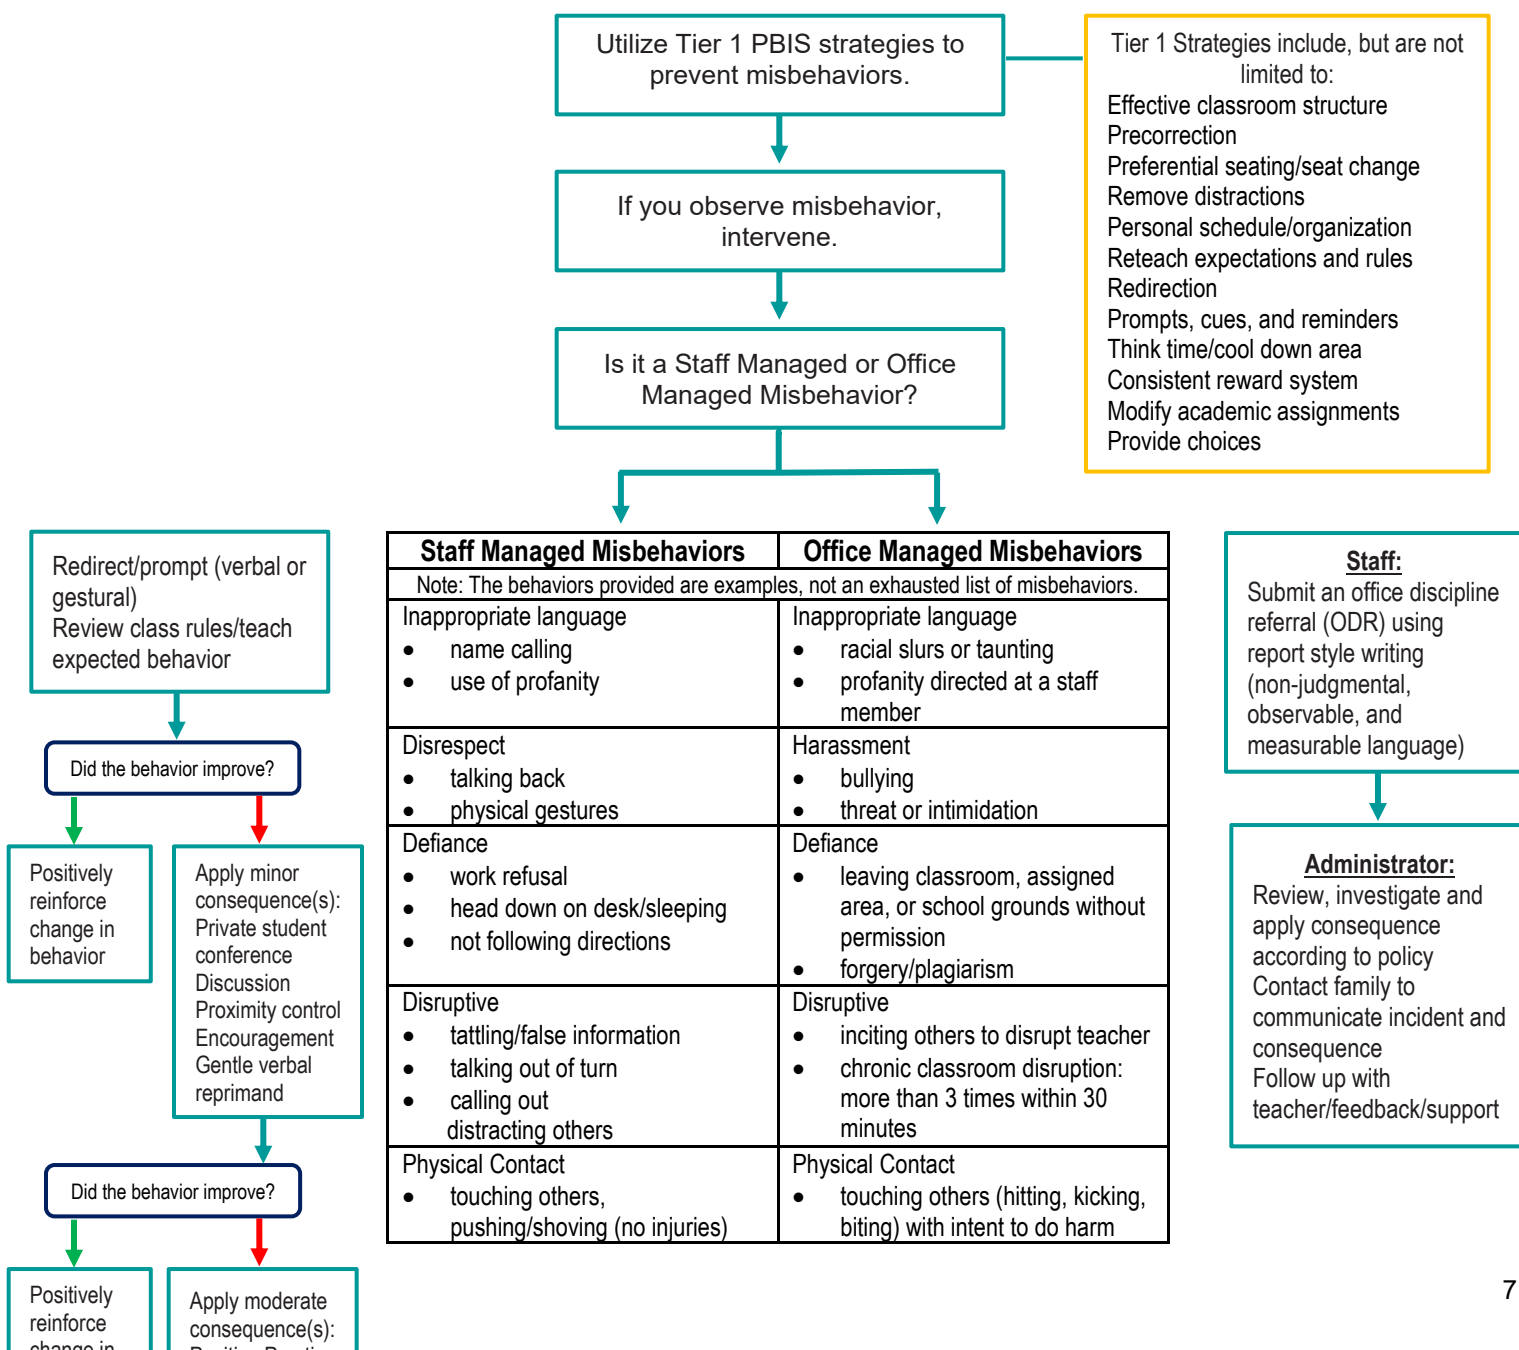 Utilize Tier 1 PBIS strategies to
prevent misbehaviors.
Tier 1 Strategies include, but are not
limited to:
Effective classroom structure
Precorrection
Preferential seating/seat change
Remove distractions
Personal schedule/organization
Reteach expectations and rules
Redirection
Prompts, cues, and reminders
Think time/cool down area
Consistent reward system
Modify academic assignments
Provide choices
If you observe misbehavior,
intervene.
Is it a Staff Managed or Office
Managed Misbehavior?
Redirect/prompt (verbal or
gestural)
Review class rules/teach
expected behavior
Did the behavior improve?
Positively
reinforce
change in
behavior
Apply minor
consequence(s):
Private student
conference
Discussion
Proximity control
Encouragement
Gentle verbal
reprimand
Did the behavior improve?
Positively
reinforce
change in
Apply moderate
consequence(s):
Staff Managed Misbehaviors
Office Managed Misbehaviors
Note: The behaviors provided are examples, not an exhausted list of misbehaviors.
Inappropriate language
• name calling
• use of profanity
Inappropriate language
• racial slurs or taunting
• profanity directed at a staff
member
Disrespect
• talking back
• physical gestures
Harassment
• bullying
• threat or intimidation
Defiance
• work refusal
• head down on desk/sleeping
• not following directions
Defiance
• leaving classroom, assigned
area, or school grounds without
permission
• forgery/plagiarism
Disruptive
• tattling/false information
• talking out of turn
• calling out
distracting others
Disruptive
• inciting others to disrupt teacher
• chronic classroom disruption:
more than 3 times within 30
minutes
Physical Contact
• touching others,
pushing/shoving (no injuries)
Physical Contact
• touching others (hitting, kicking,
biting) with intent to do harm
Staff:
Submit an office discipline
referral (ODR) using
report style writing
(non-judgmental,
observable, and
measurable language)
Administrator:
Review, investigate and
apply consequence
according to policy
Contact family to
communicate incident and
consequence
Follow up with
teacher/feedback/support
7